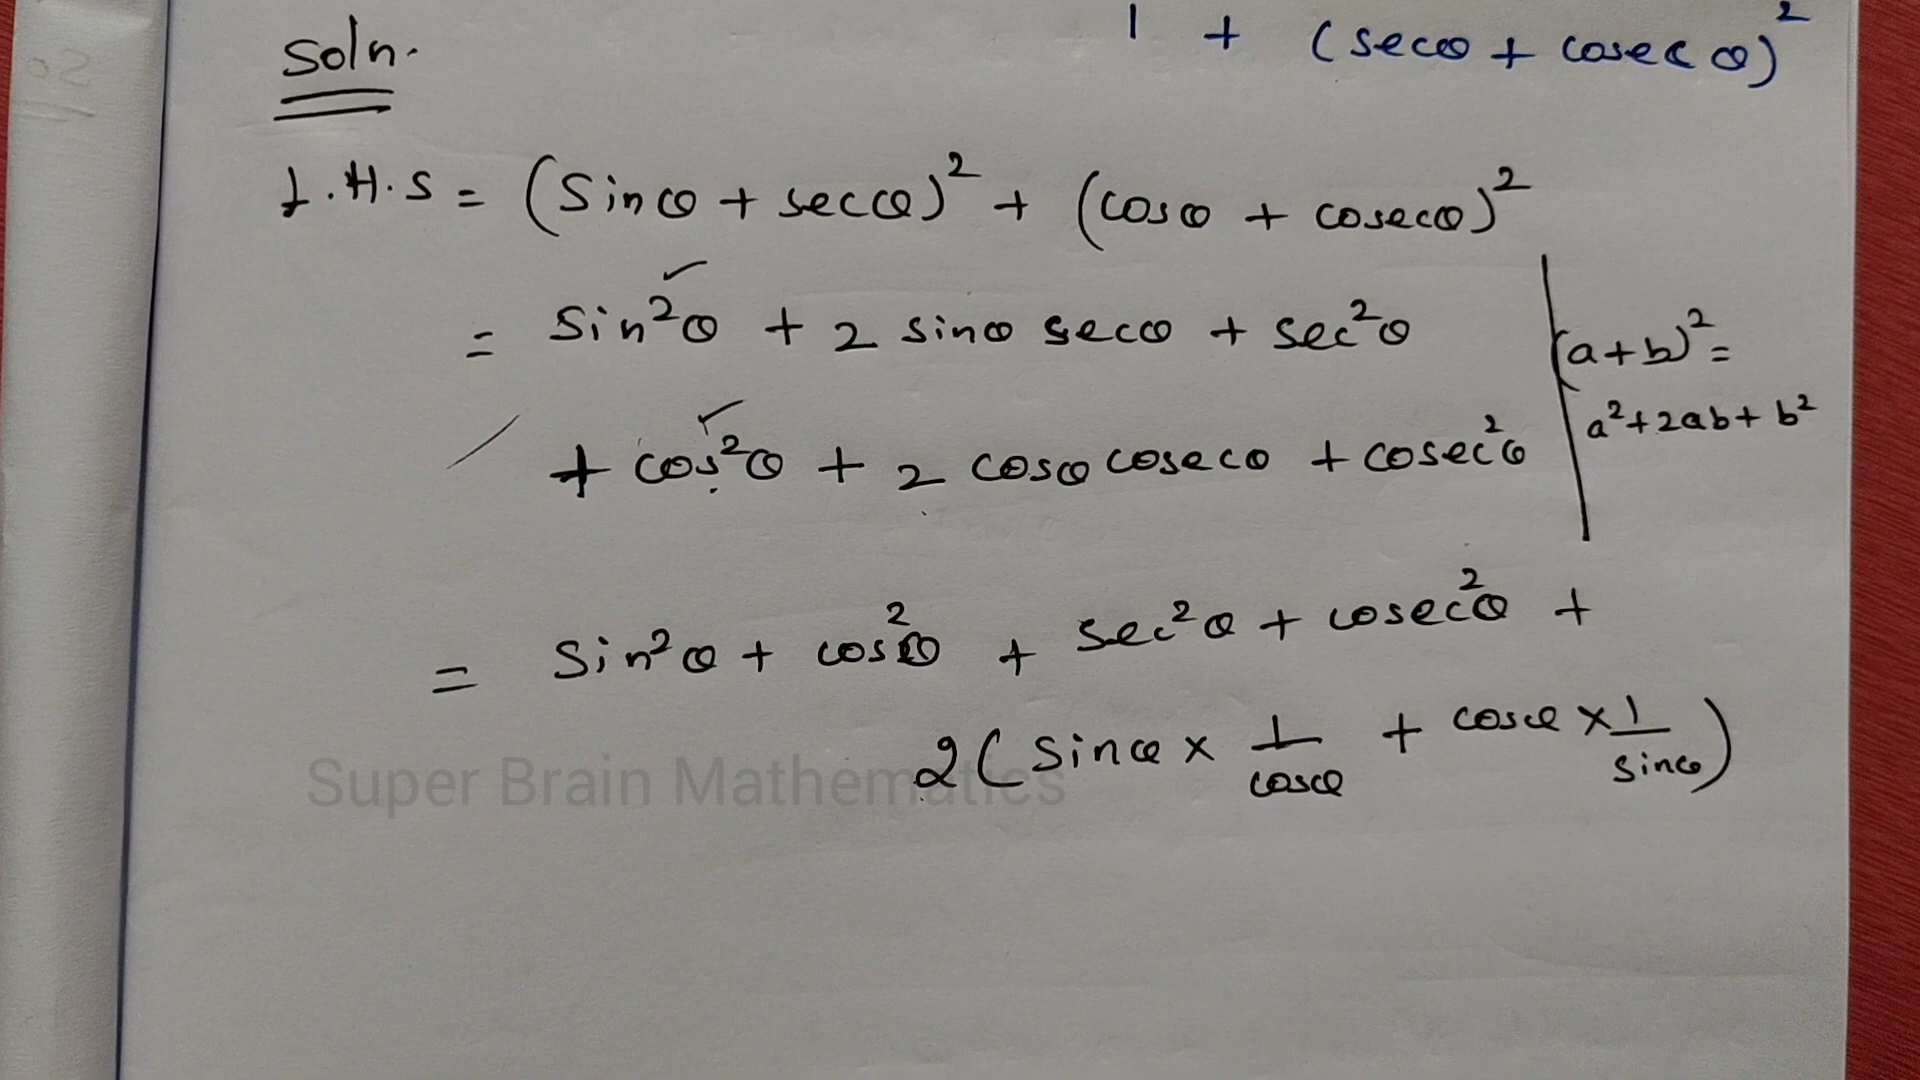 1 + (secθ + cosecθ)²
Soln.
L.H.S = (Sinθ + secθ)² + (cosθ + cosecθ)²
= Sin²θ + 2 sinθ secθ + sec²θ
+ cos²θ + 2 cosθ cosecθ + cosec²θ
(a+b)² =
a²+2ab+b²
= Sin²θ + cos²θ + sec²θ + cosec²θ +
2(Sinθ × 1/cosθ + cosθ × 1/sinθ)
Super Brain Mathematics